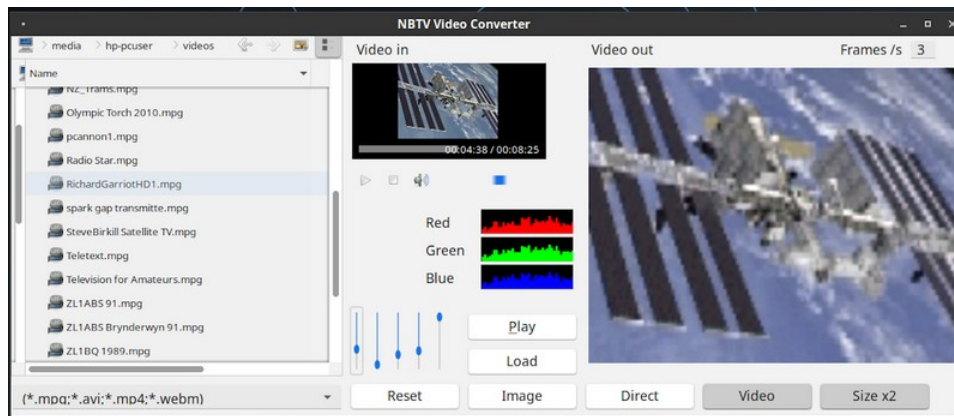 NBTV Video Converter
media hp-pcuser videos
Name
NZ_Trams.mpg
Olympic Torch 2010.mpg
pcannon1.mpg
Radio Star.mpg
RichardGarriotHD1.mpg
spark gap transmitte.mpg
SteveBirkill Satellite TV.mpg
Teletext.mpg
Television for Amateurs.mpg
ZL1ABS 91.mpg
ZL1ABS Brynderwyn 91.mpg
ZL1BQ 1989.mpg
(*.mpg;*.avi;*.mp4;*.webm)
Video in
00:04:38 / 00:08:25
Red
Green
Blue
Play
Load
Video out
Frames /s 3
Reset Image Direct Video Size x2